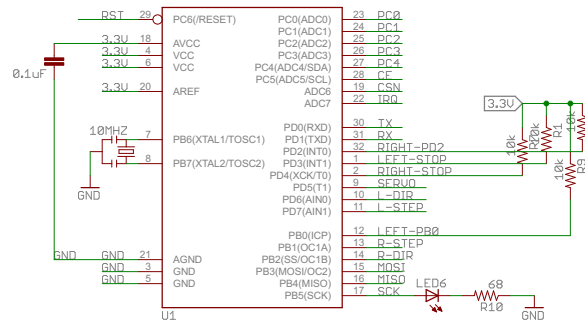 RST 29 PC6(/RESET) PC0(ADC0) 23 PC0
PC1(ADC1) 24 PC1
3.3V 18 AVCC PC2(ADC2) 25 PC2
3.3V 4 VCC PC3(ADC3) 26 PC3
3.3V 6 VCC PC4(ADC4/SDA) 27 PC4
PC5(ADC5/SCL) 28 CE
0.1uF
3.3V 20 AREF ADC6 19 CSN
ADC7 22 IRQ
3.3V
10MHZ
PD0(RXD) 30 TX
7 PB6(XTAL1/TOSC1) PD1(TXD) 31 RX
PD2(INT0) 32 RIGHT-PD2
8 PB7(XTAL2/TOSC2) PD3(INT1) 1 LEFT-STOP
PD4(XCK/T0) 2 RIGHT-STOP
PD5(T1) 9 SERVO
PD6(AIN0) 10 L-DIR
PD7(AIN1) 11 L-STEP
GND
10k
10k R1
10k
10k R9
PB0(ICP) 12 LEFT-PB0
PB1(OC1A) 13 R-STEP
GND GND 21 AGND PB2(SS/OC1B) 14 R-DIR
GND 3 GND PB3(MOSI/OC2) 15 MOSI
GND 5 GND PB4(MISO) 16 MISO
PB5(SCK) 17 SCK
LED6
68
R10
GND
U1